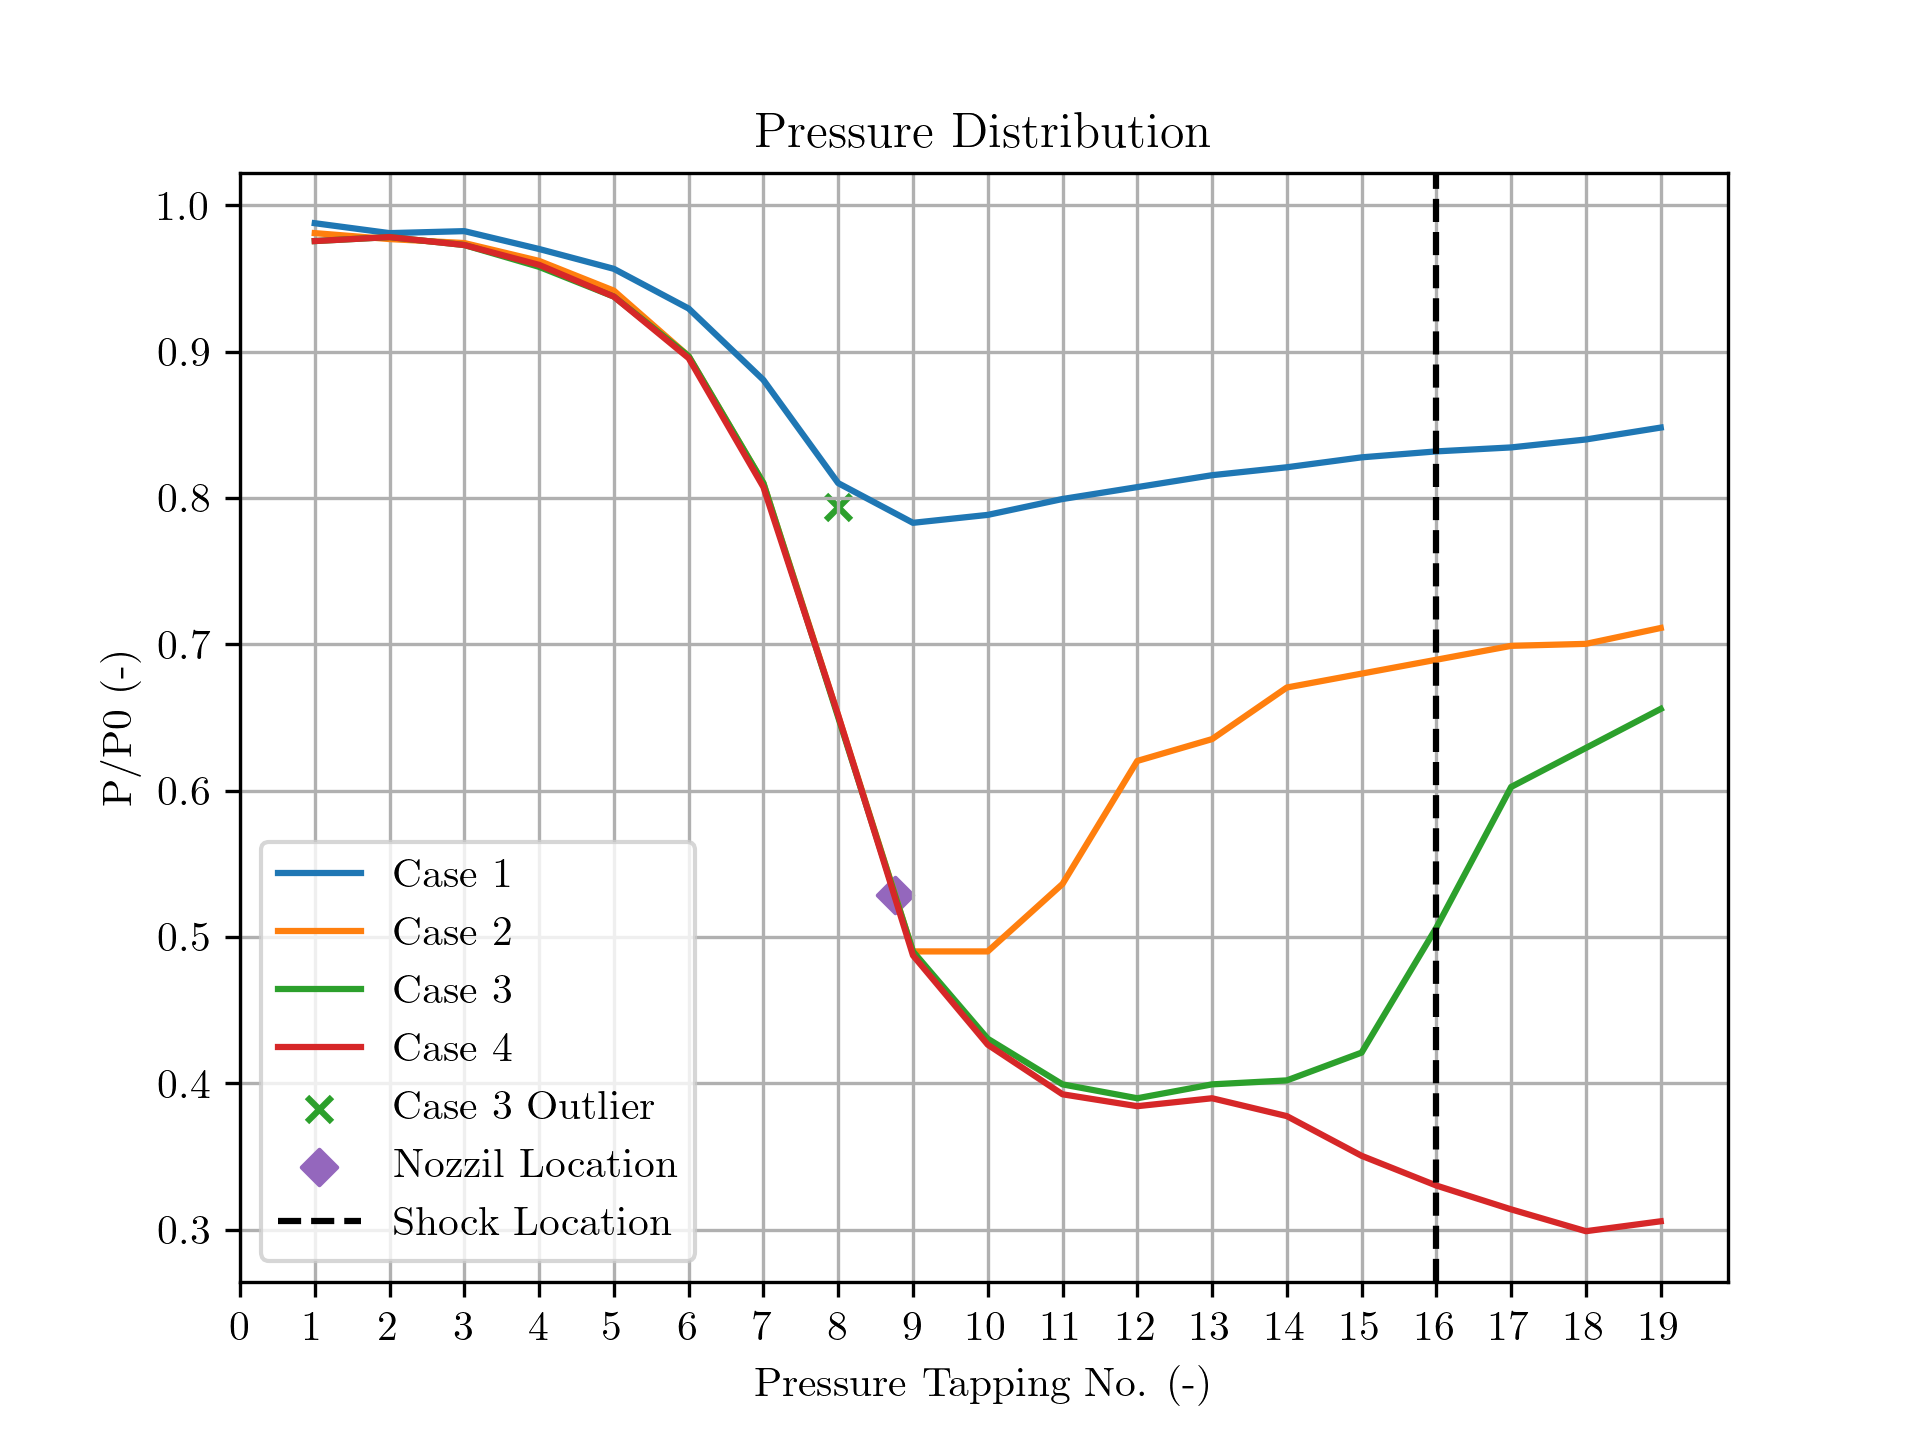 Pressure Distribution
1.0
0.9
0.8
0.7
0.6
0.5
0.4
0.3
P/P0 (-)
Case 1
Case 2
Case 3
Case 4
Case 3 Outlier
Nozzil Location
Shock Location
0 1 2 3 4 5 6 7 8 9 10 11 12 13 14 15 16 17 18 19
Pressure Tapping No. (-)